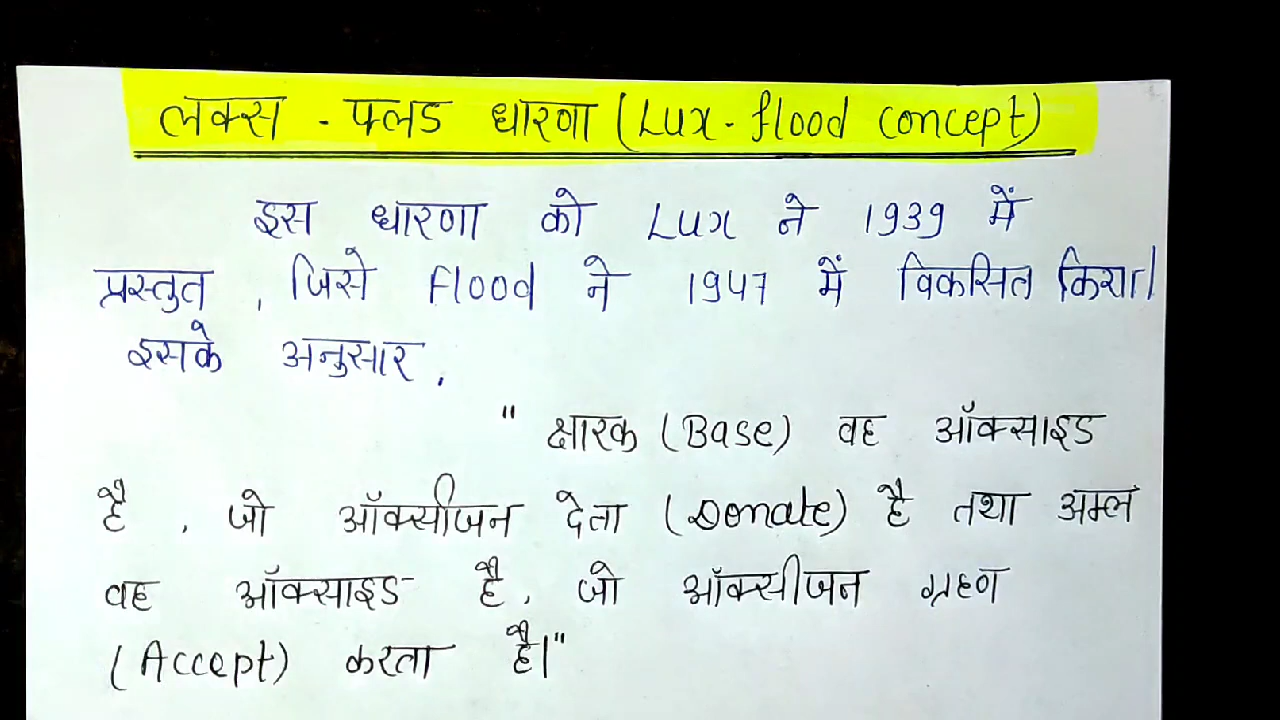 लक्स - फ्लड धारणा (Lux - flood concept)
इस धारणा को Lux ने 1939 में
प्रस्तुत , जिसे Flood ने 1947 में विकसित किया।
इसके अनुसार ,
" क्षारक (Base) वह ऑक्साइड
है , जो ऑक्सीजन देता (Donate) है तथा अम्ल
वह ऑक्साइड है , जो ऑक्सीजन ग्रहण
(Accept) करता है।"